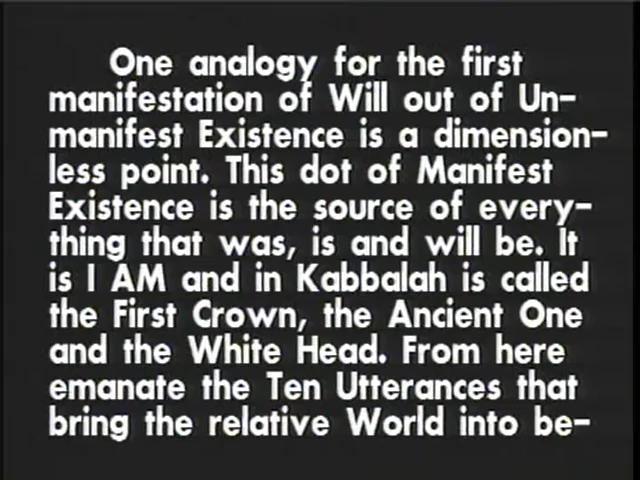 One analogy for the first
manifestation of Will out of Un-
manifest Existence is a dimension-
less point. This dot of Manifest
Existence is the source of every-
thing that was, is and will be. It
is I AM and in Kabbalah is called
the First Crown, the Ancient One
and the White Head. From here
emanate the Ten Utterances that
bring the relative World into be-